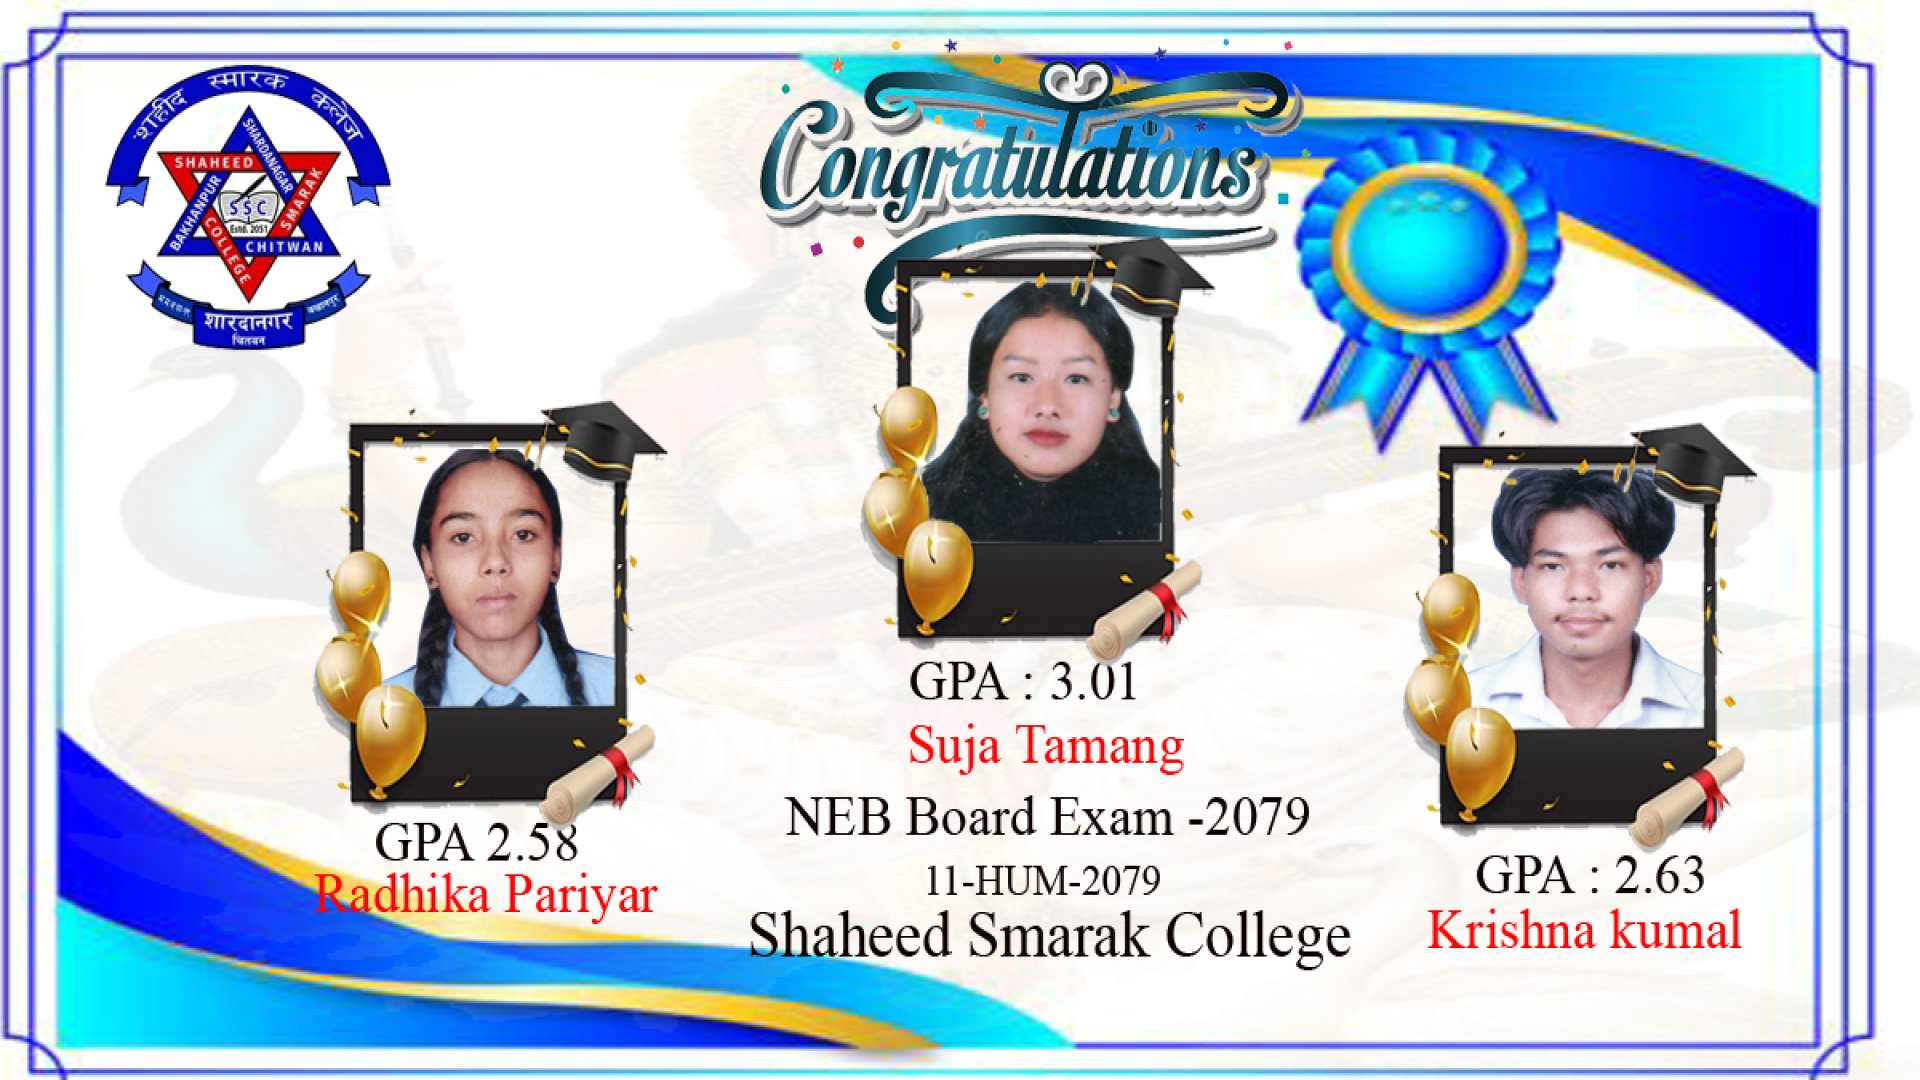 शहीद स्मारक कलेज
SHAHEED
SMARAK
COLLEGE
BAKHANPUR
SHARDANAGAR
CHITWAN
SSC
Estd. 2051
शारदानगर
चितवन
Congratulations
GPA : 3.01
Suja Tamang
GPA 2.58
Radhika Pariyar
NEB Board Exam -2079
11-HUM-2079
Shaheed Smarak College
GPA : 2.63
Krishna kumal